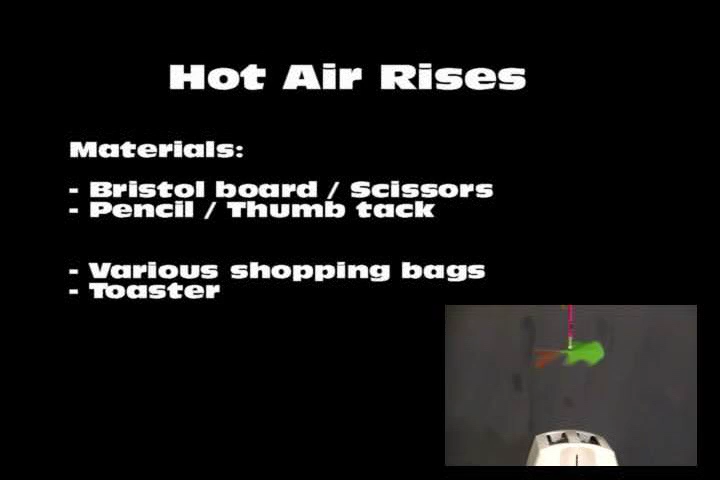 Hot Air Rises
Materials:
- Bristol board / Scissors
- Pencil / Thumb tack
- Various shopping bags
- Toaster